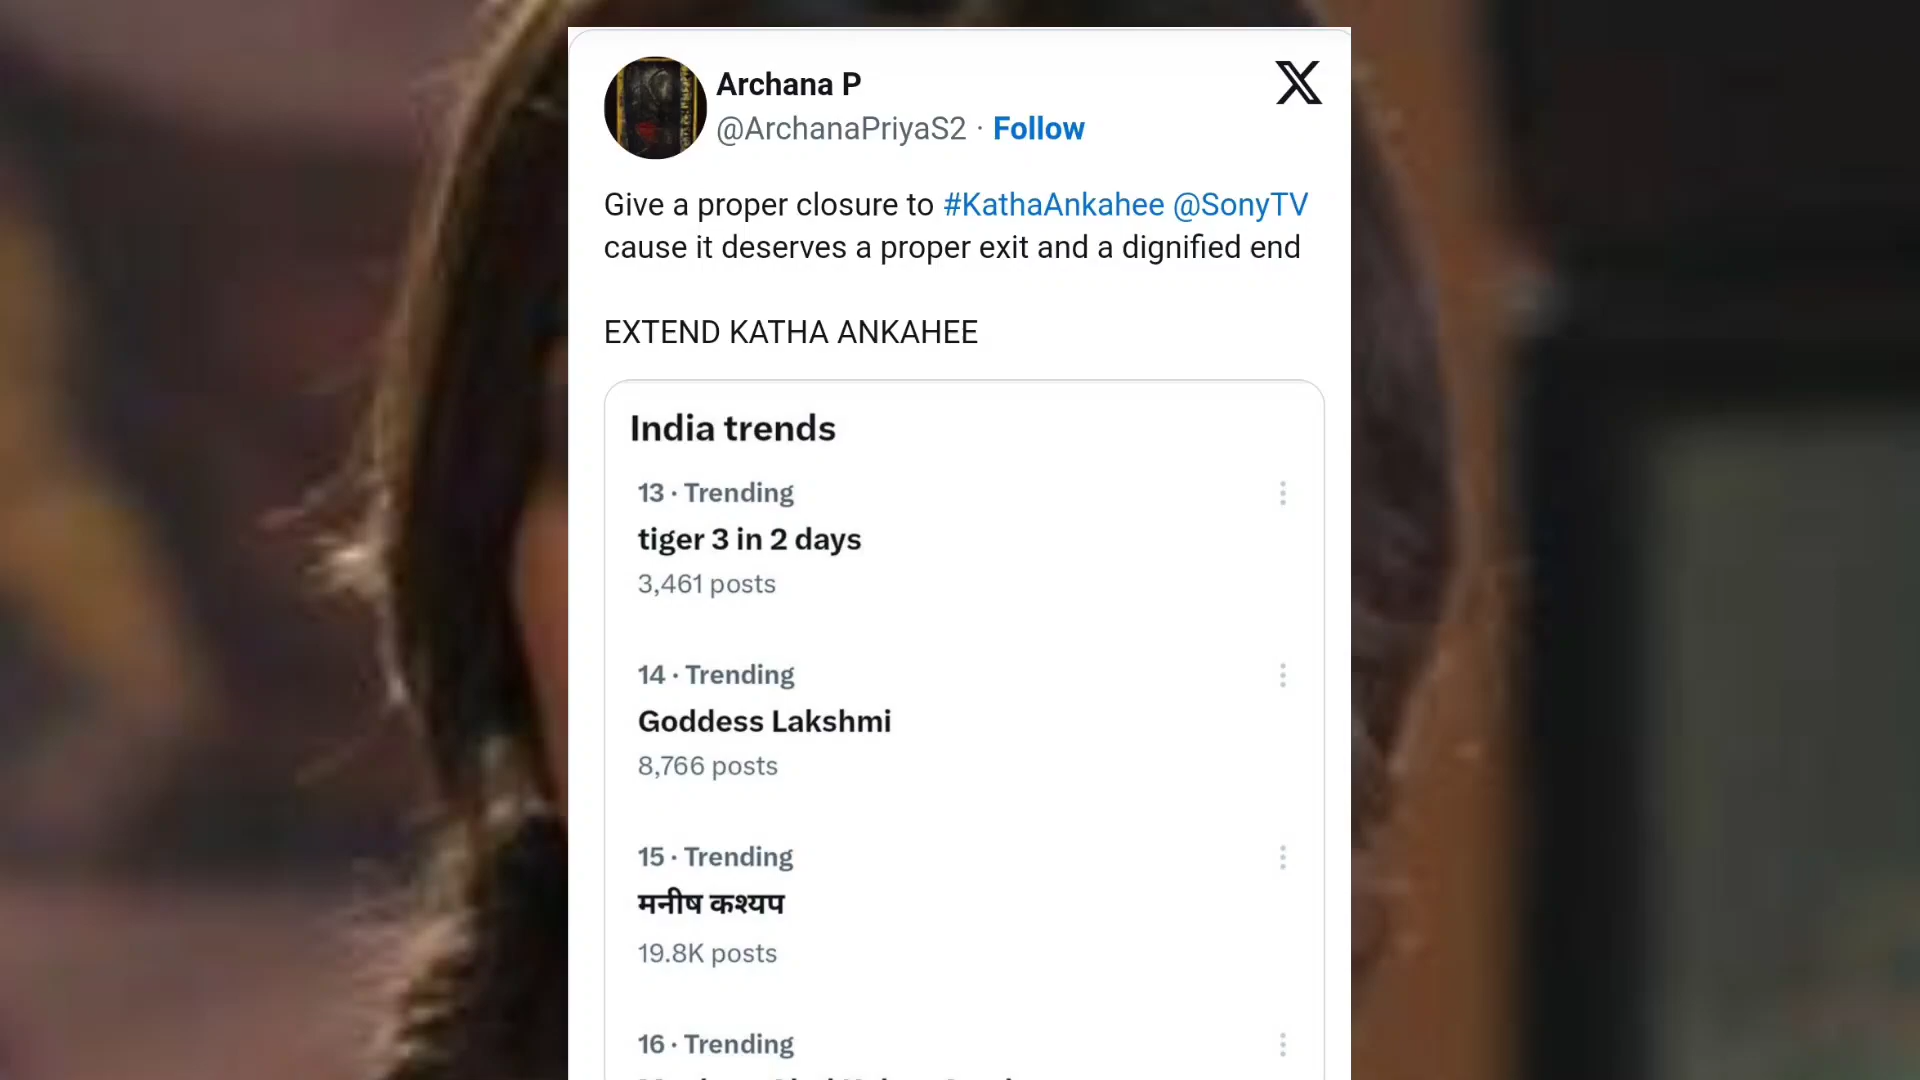 Archana P
@ArchanaPriyaS2 · Follow
Give a proper closure to #KathaAnkahee @SonyTV
cause it deserves a proper exit and a dignified end
EXTEND KATHA ANKAHEE
India trends
13 · Trending
tiger 3 in 2 days
3,461 posts
14 · Trending
Goddess Lakshmi
8,766 posts
15 · Trending
मनीष कश्यप
19.8K posts
16 · Trending